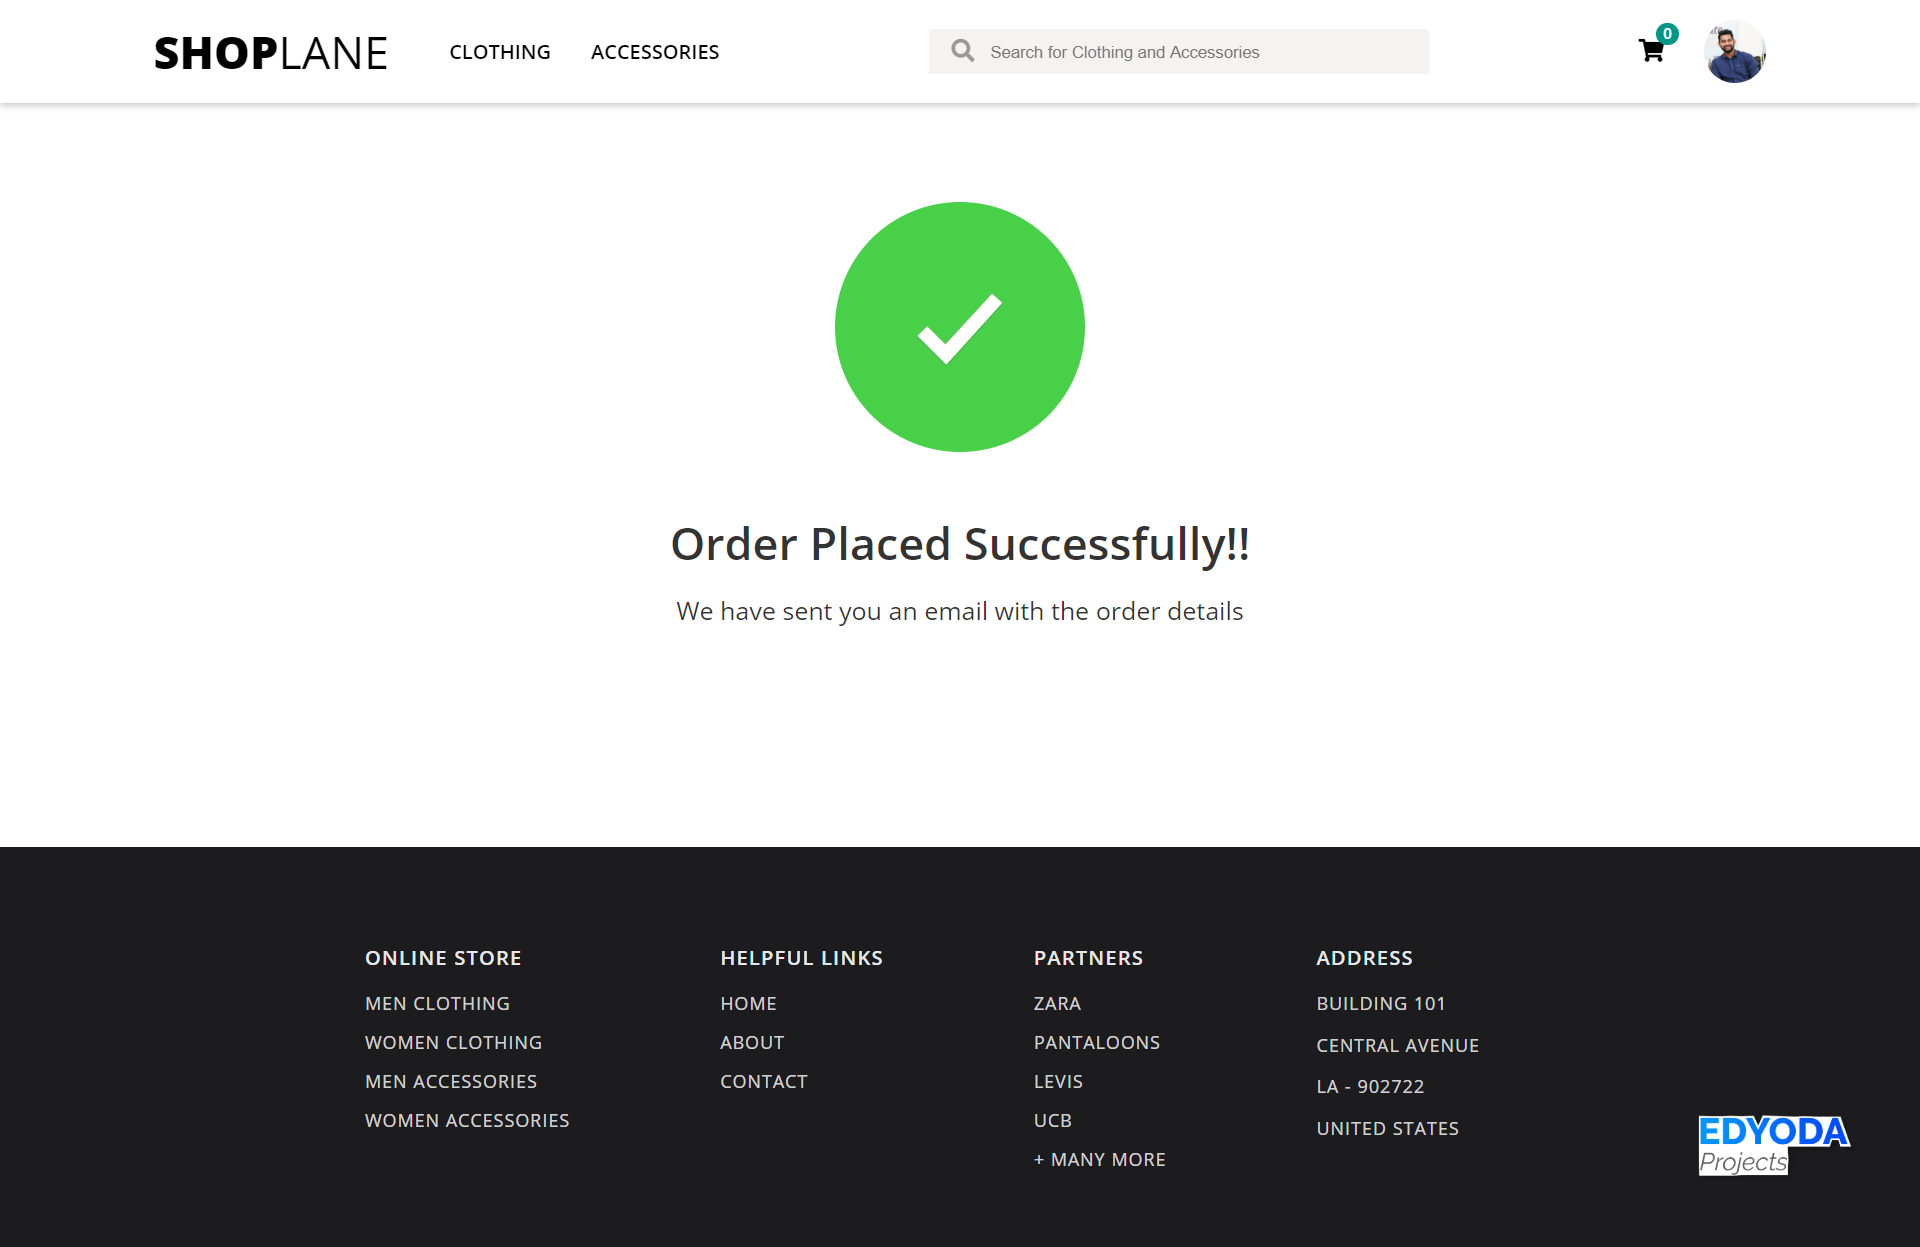 SHOPLANE
CLOTHING ACCESSORIES
Search for Clothing and Accessories
0
Order Placed Successfully!!
We have sent you an email with the order details
ONLINE STORE
MEN CLOTHING
WOMEN CLOTHING
MEN ACCESSORIES
WOMEN ACCESSORIES
HELPFUL LINKS
HOME
ABOUT
CONTACT
PARTNERS
ZARA
PANTALOONS
LEVIS
UCB
+ MANY MORE
ADDRESS
BUILDING 101
CENTRAL AVENUE
LA - 902722
UNITED STATES
EDYODA
Projects